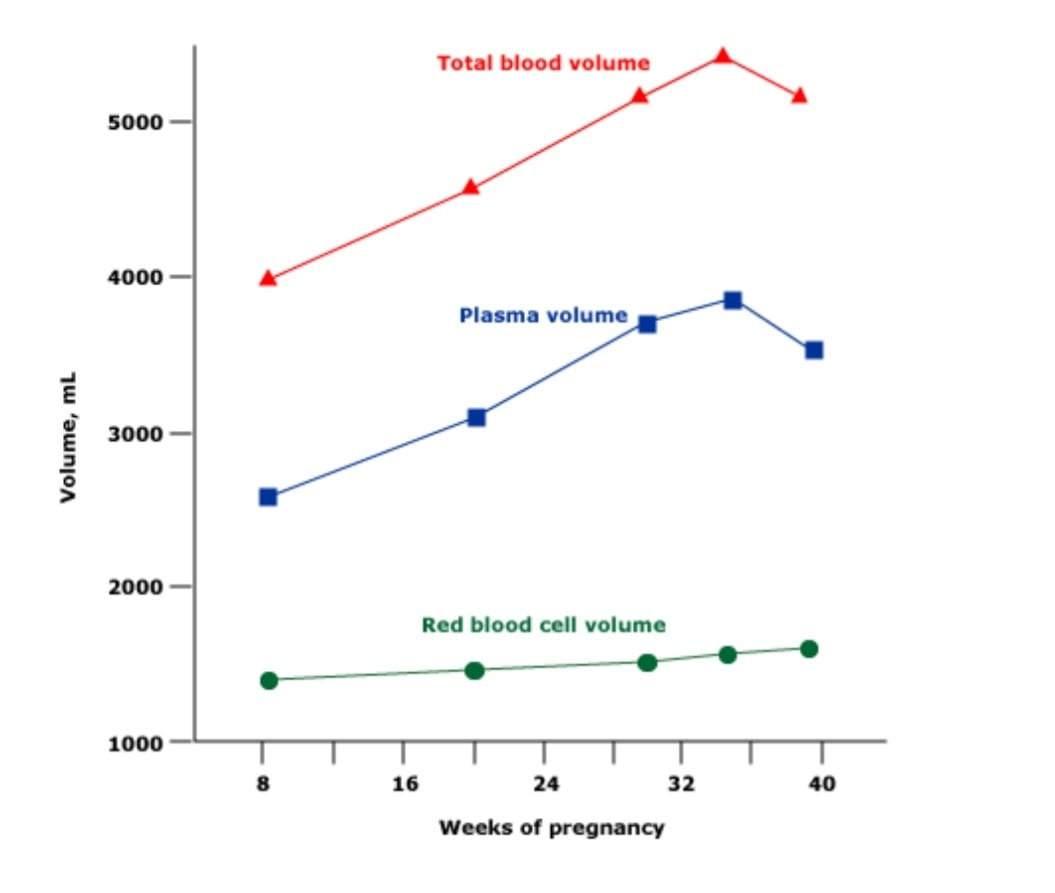 Total blood volume
5000
4000
Plasma volume
Volume, mL
3000
2000
Red blood cell volume
1000
8 16 24 32 40
Weeks of pregnancy